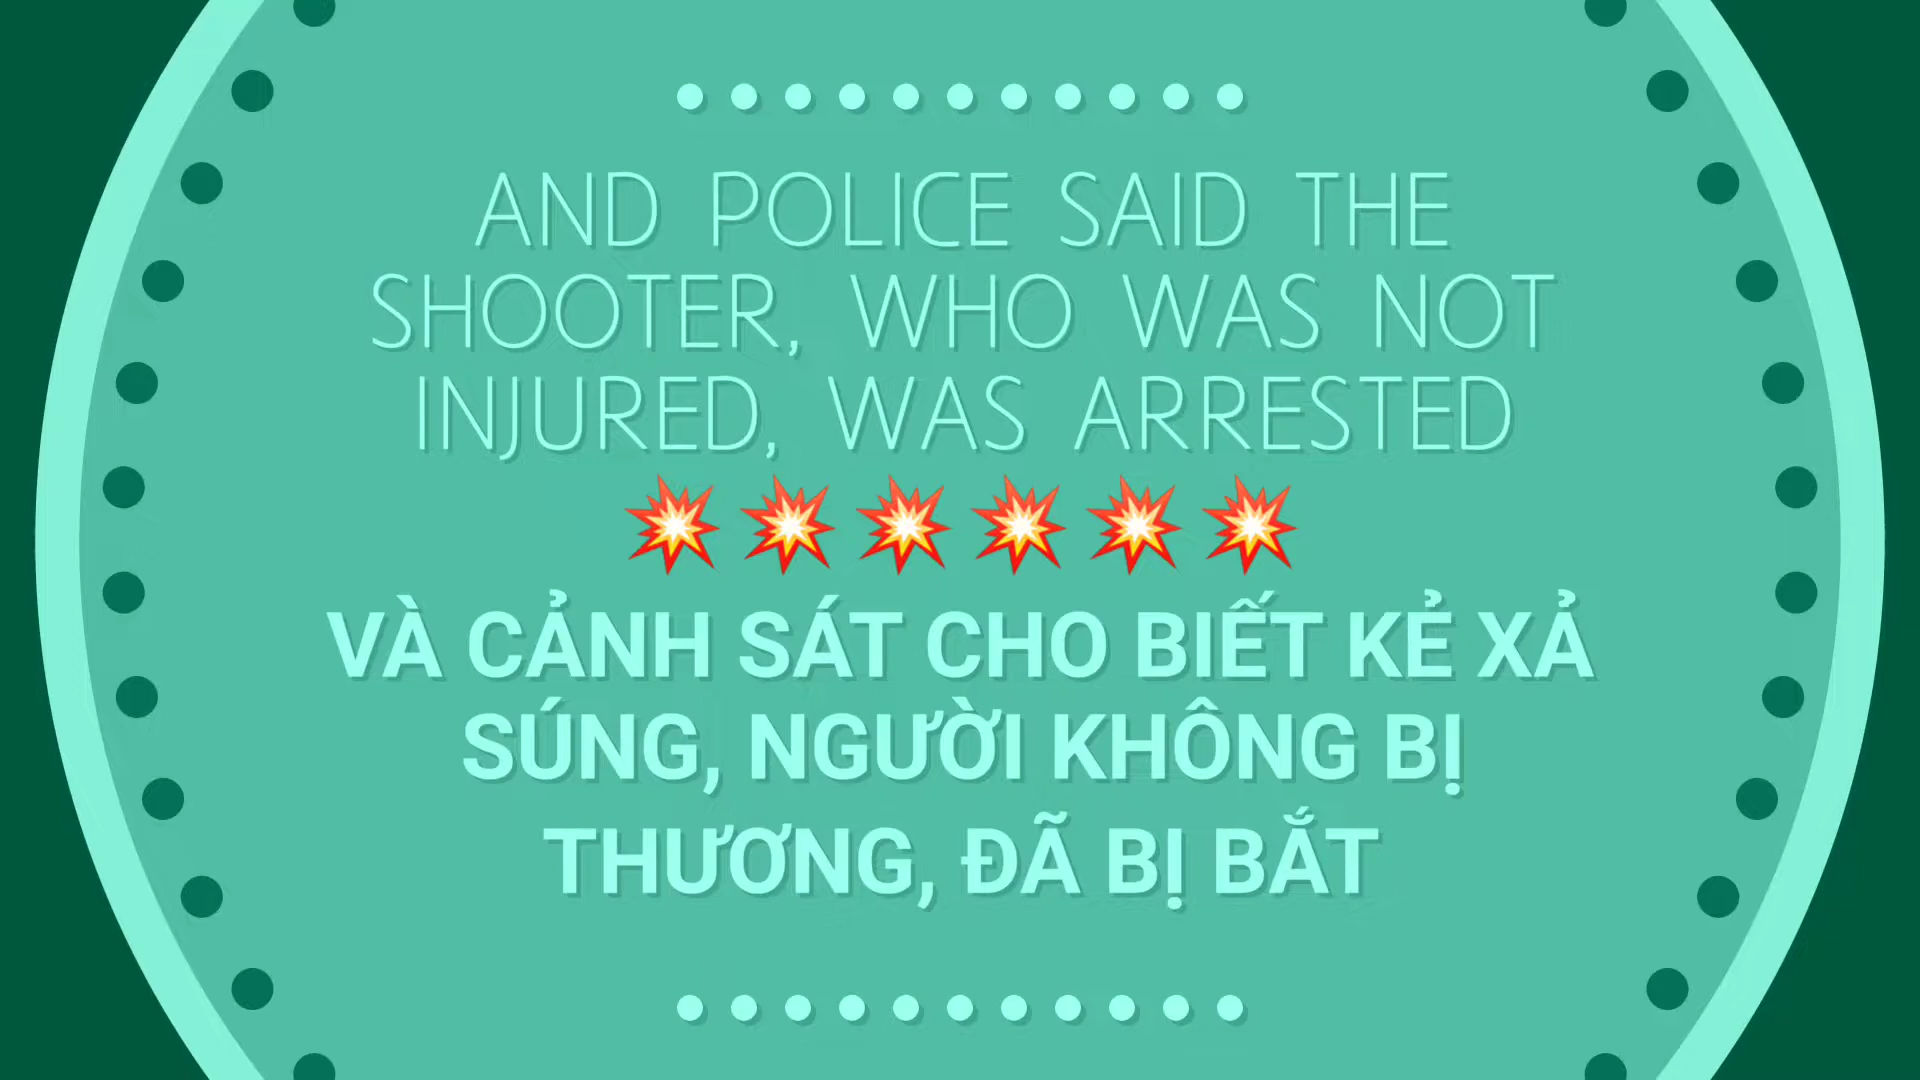 AND POLICE SAID THE
SHOOTER, WHO WAS NOT
INJURED, WAS ARRESTED
💥💥💥💥💥💥
VÀ CẢNH SÁT CHO BIẾT KẺ XẢ
SÚNG, NGƯỜI KHÔNG BỊ
THƯƠNG, ĐÃ BỊ BẮT